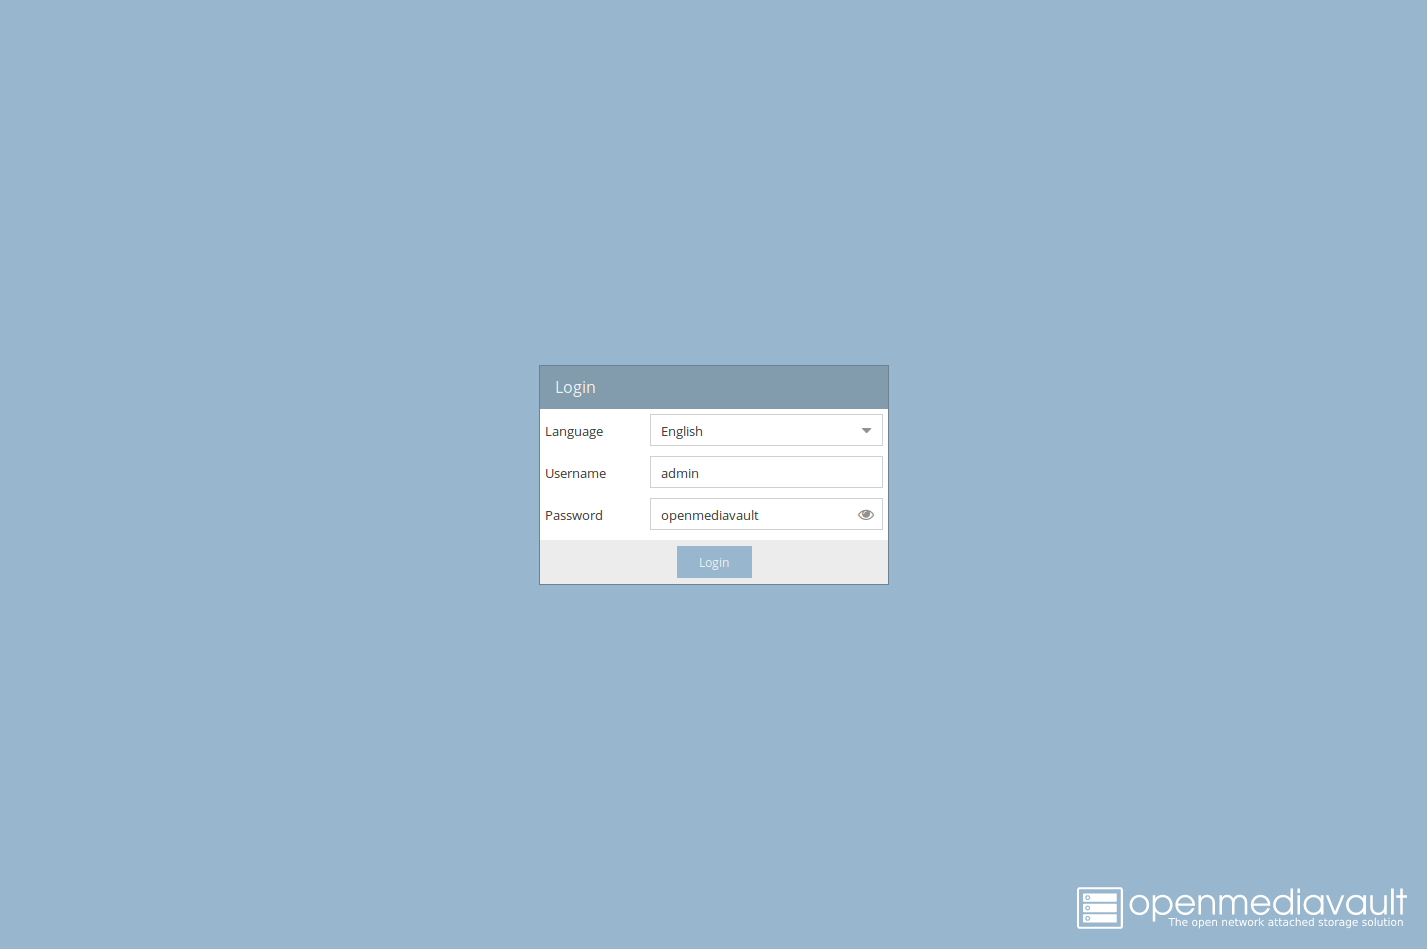 Login
Language English
Username admin
Password openmediavault
Login
openmediavault
The open network attached storage solution